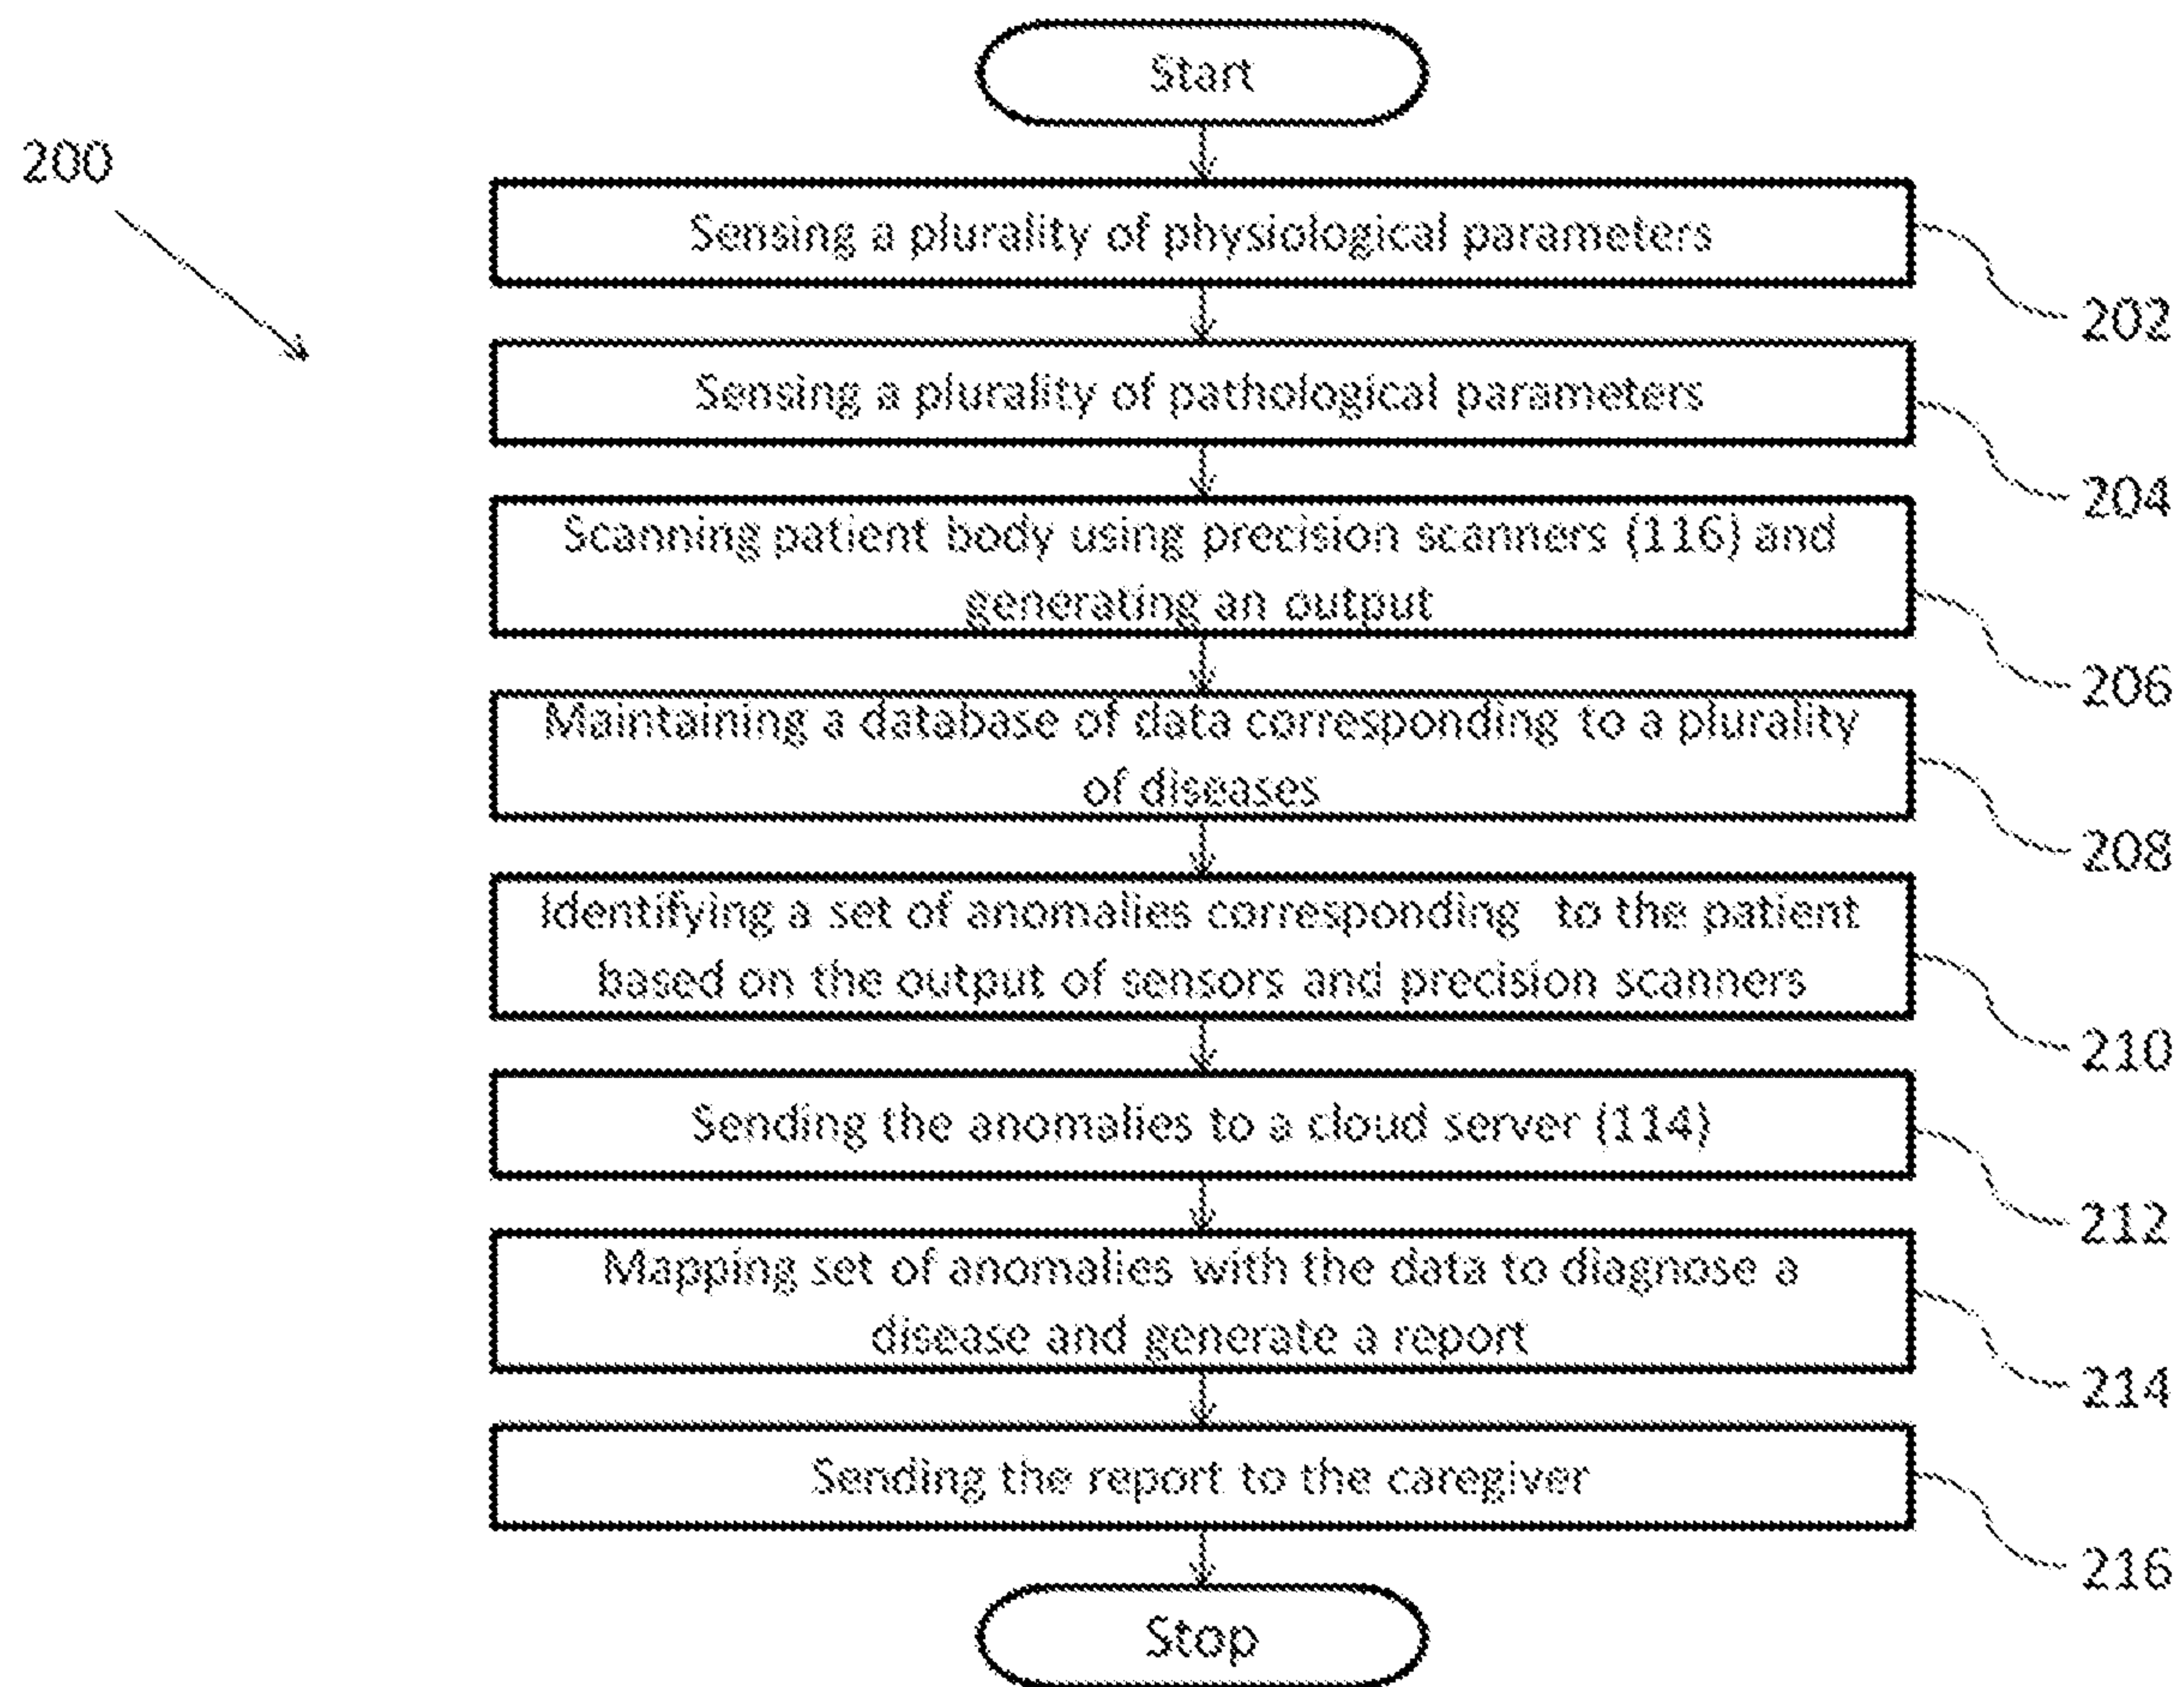 Start
200
Sensing a plurality of physiological parameters
202
Sensing a plurality of pathological parameters
204
Scanning patient body using precision scanners (116) and
generating an output
206
Maintaining a database of data corresponding to a plurality
of diseases
208
Identifying a set of anomalies corresponding to the patient
based on the output of sensors and precision scanners
210
Sending the anomalies to a cloud server (114)
212
Mapping set of anomalies with the data to diagnose a
disease and generate a report
214
Sending the report to the caregiver
216
Stop